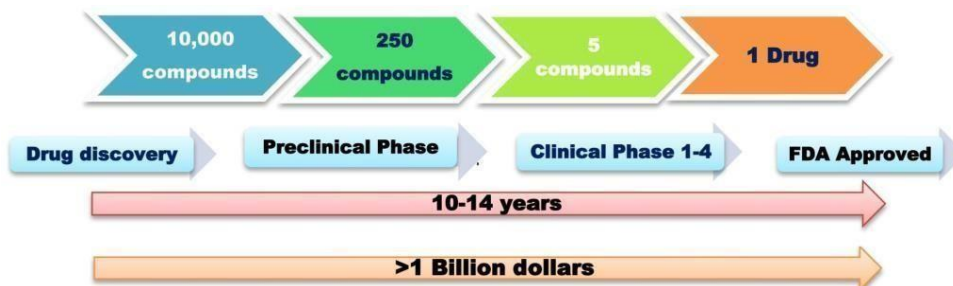 10,000
compounds
250
compounds
5
compounds
1 Drug
Drug discovery
Preclinical Phase
Clinical Phase 1-4
FDA Approved
10-14 years
>1 Billion dollars